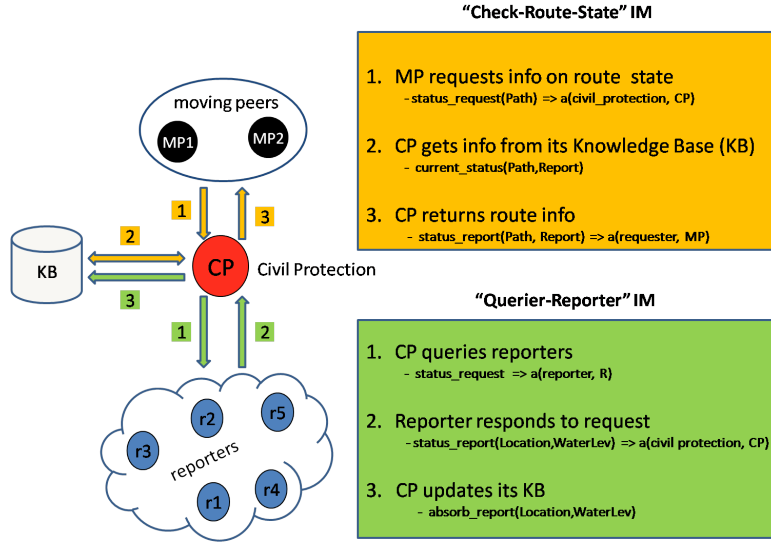 “Check-Route-State” IM
moving peers
MP1
MP2
1
3
2
KB
CP
Civil Protection
3
1
2
r2
r5
r3
reporters
r1
r4
1. MP requests info on route state
- status_request(Path) => a(civil_protection, CP)
2. CP gets info from its Knowledge Base (KB)
- current_status(Path,Report)
3. CP returns route info
- status_report(Path, Report) => a(requester, MP)
“Querier-Reporter” IM
1. CP queries reporters
- status_request => a(reporter, R)
2. Reporter responds to request
- status_report(Location,WaterLev) => a(civil protection, CP)
3. CP updates its KB
- absorb_report(Location,WaterLev)